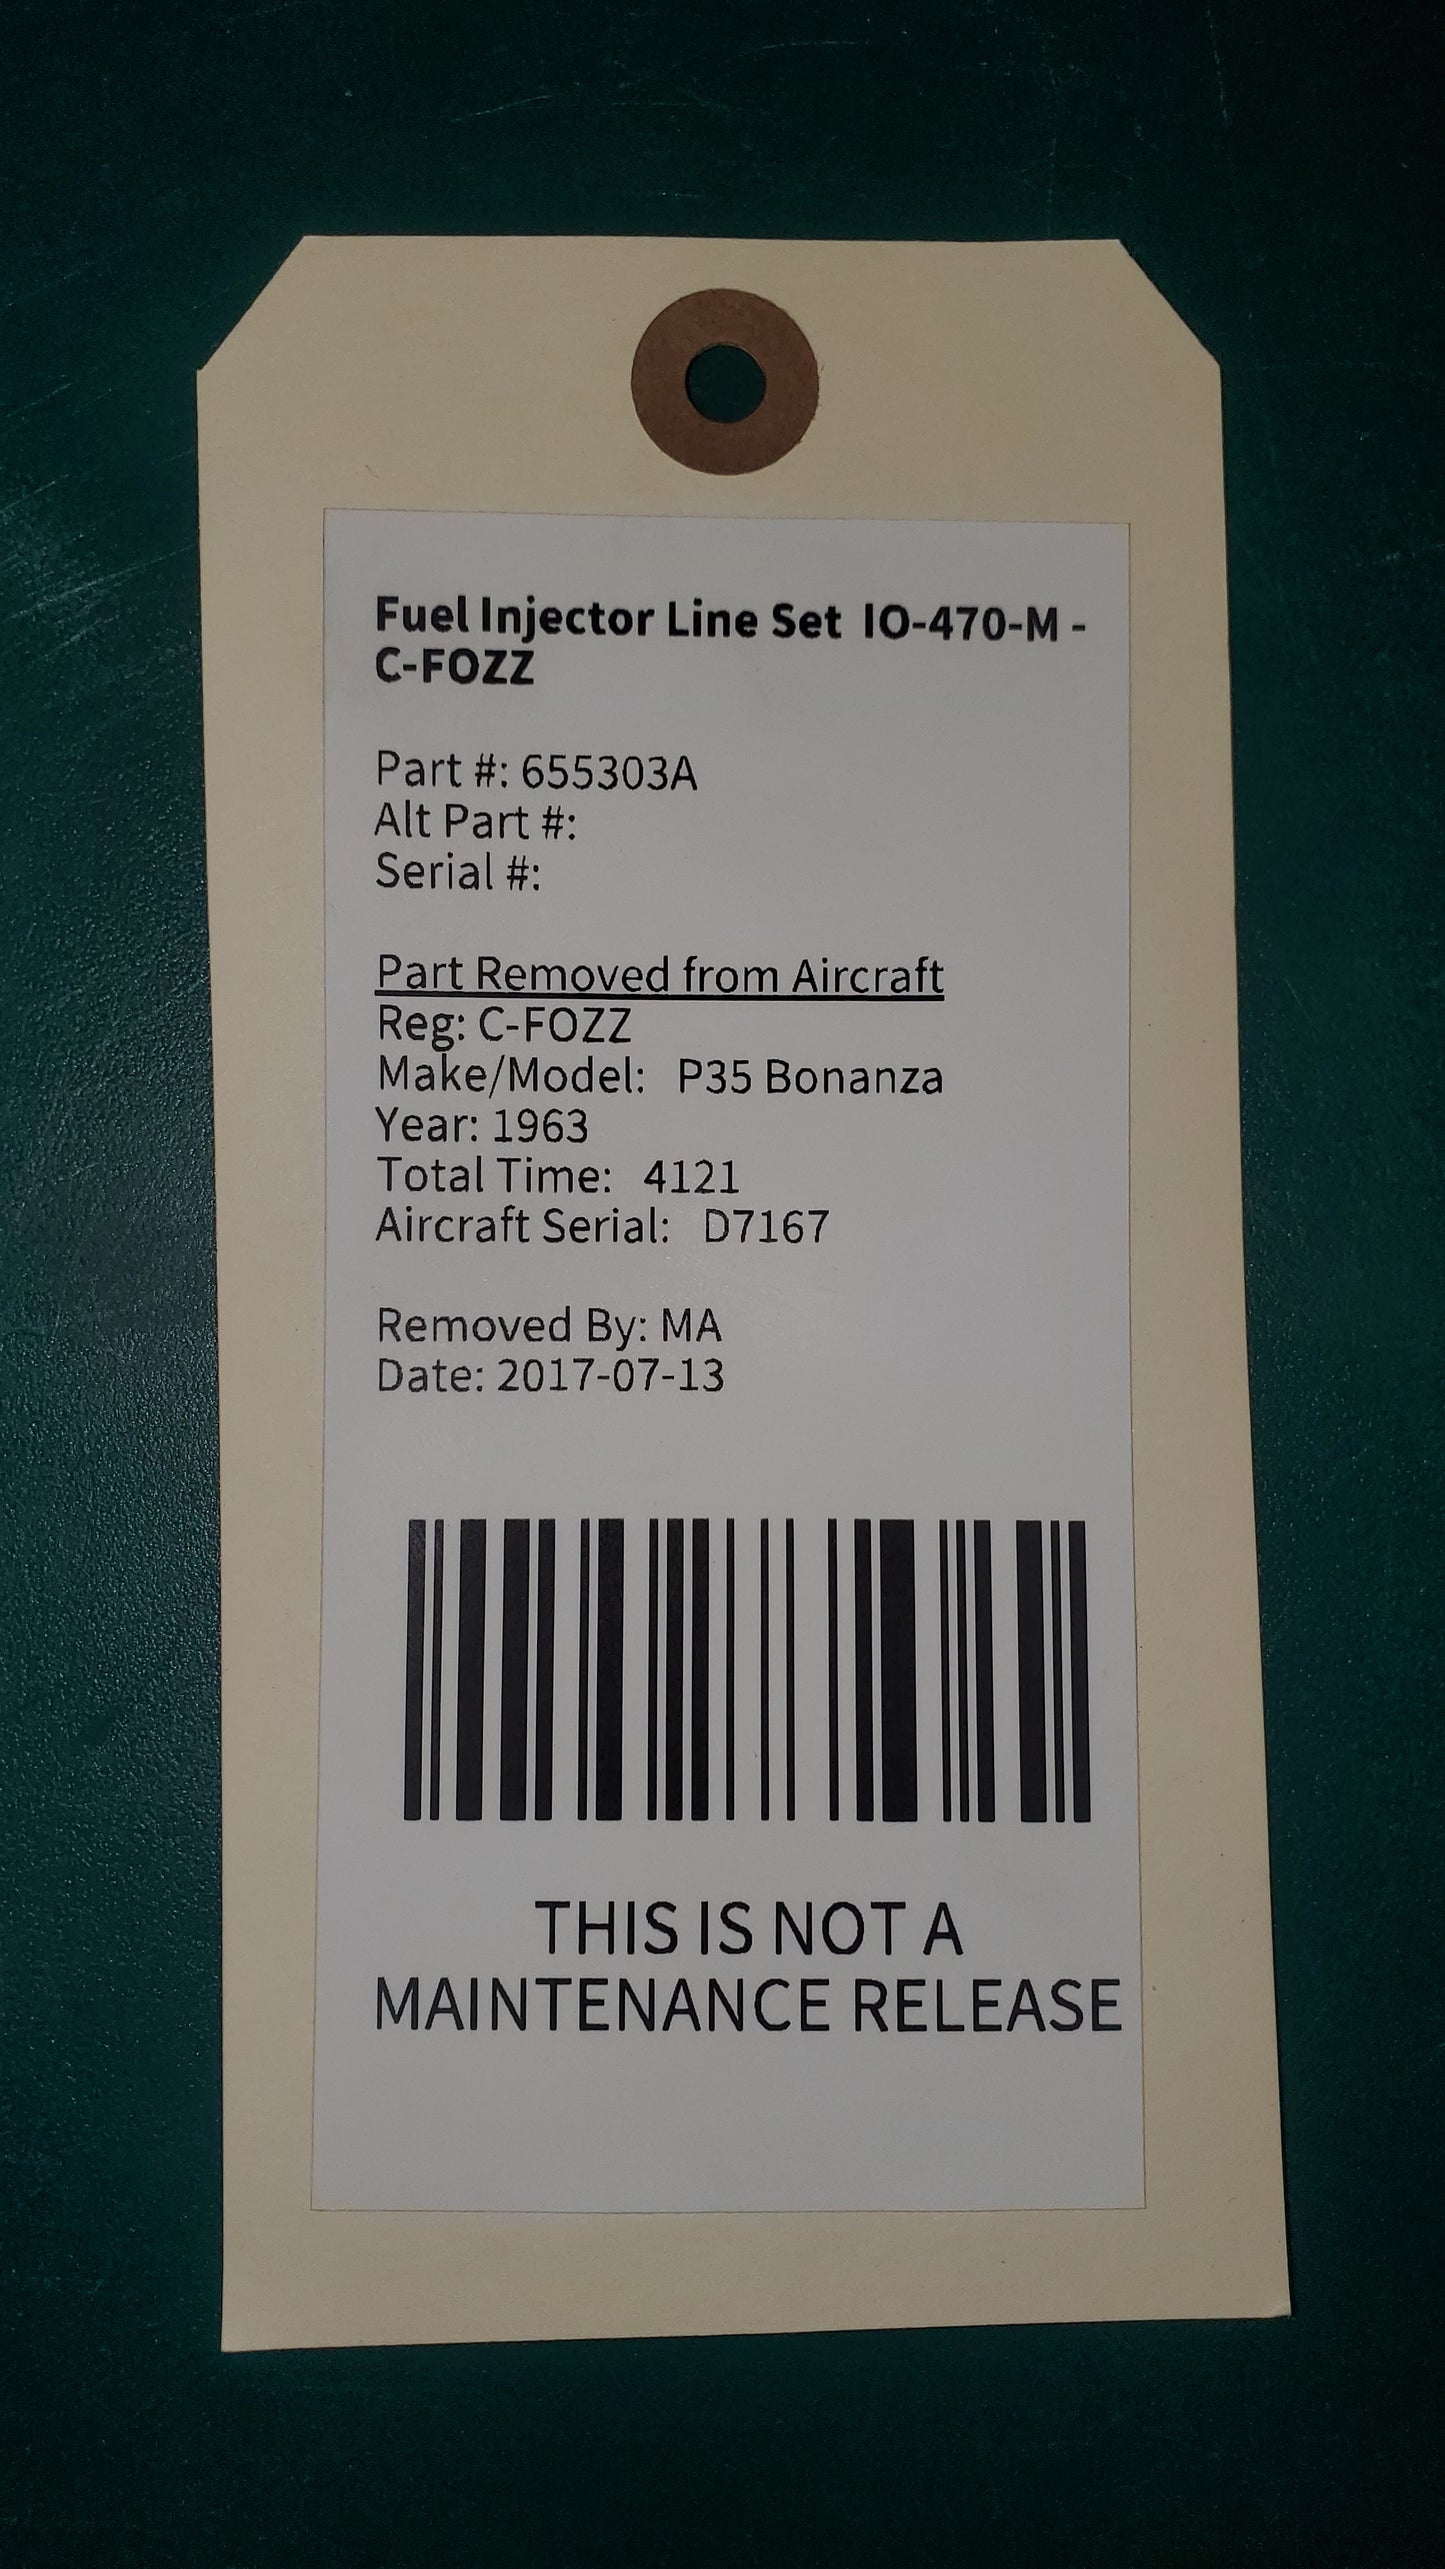 Fuel Injector Line Set IO-470-M -
C-FOZZ
Part #: 655303A
Alt Part #:
Serial #:
Part Removed from Aircraft
Reg: C-FOZZ
Make/Model: P35 Bonanza
Year: 1963
Total Time: 4121
Aircraft Serial: D7167
Removed By: MA
Date: 2017-07-13
THIS IS NOT A
MAINTENANCE RELEASE